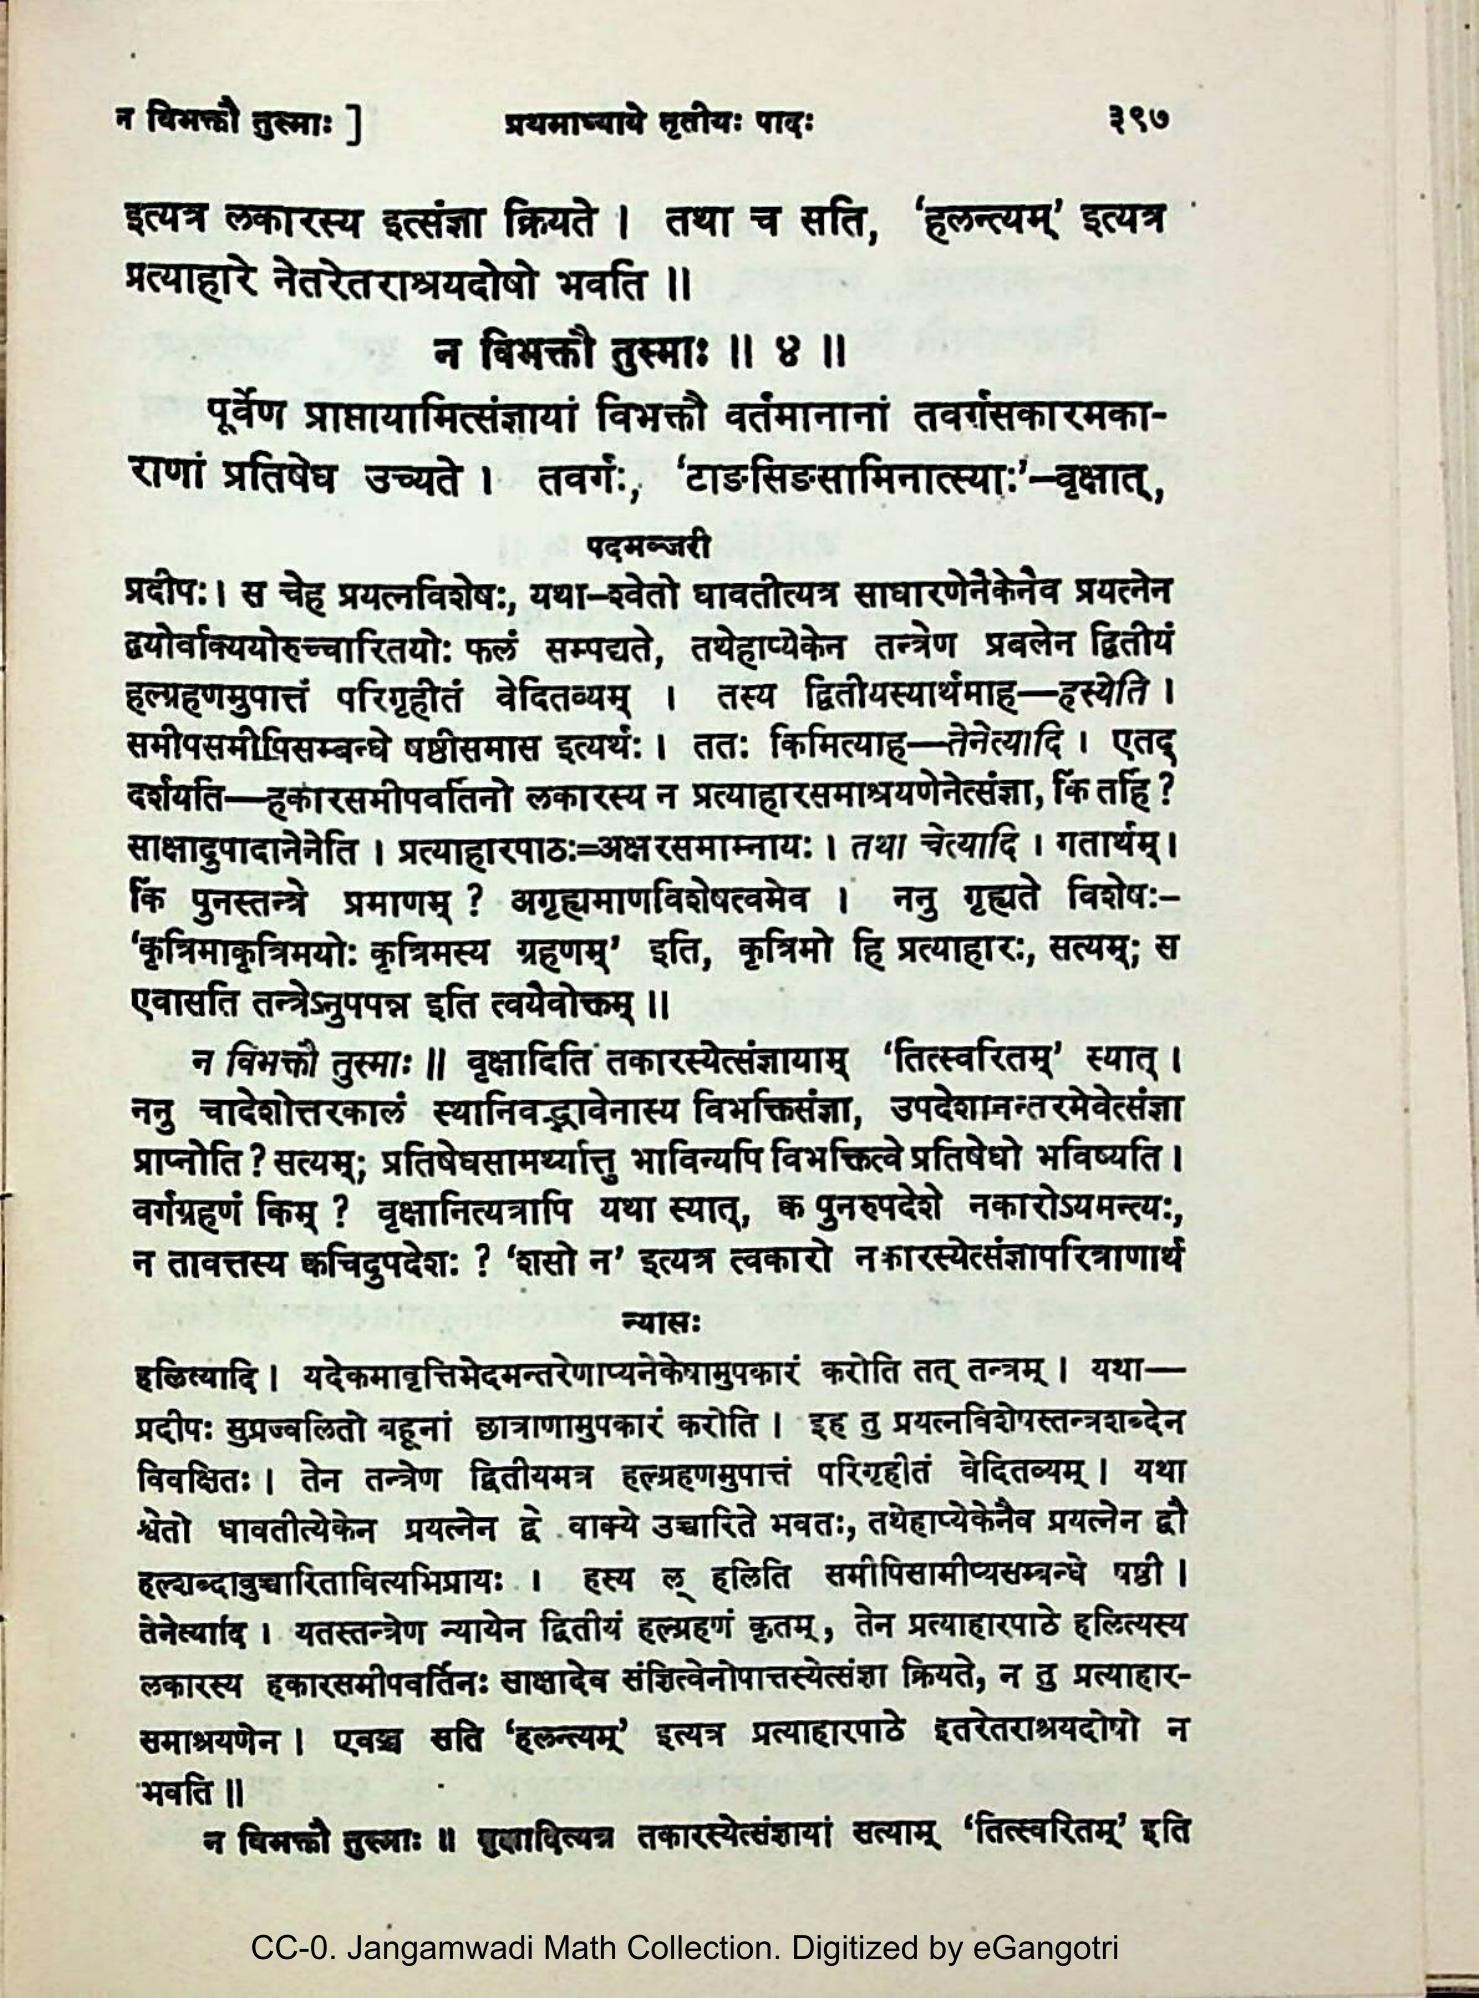 न विभक्तौ तुस्माः ] प्रथमाध्याये तृतीयः पादः ३९७
इत्यत्र लकारस्य इत्संज्ञा क्रियते । तथा च सति, ‘हलन्त्यम्’ इत्यत्र
प्रत्याहारे नेतरेतराश्रयदोषो भवति ॥
न विभक्तौ तुस्माः ॥ ४ ॥
पूर्वेण प्राप्तायामित्संज्ञायां विभक्तौ वर्तमानानां तवर्गसकारमका-
राणां प्रतिषेध उच्यते । तवर्गः, ‘टाङसिङसामिनात्स्याः’–वृक्षात्,
पदमञ्जरी
प्रदीपः । स चेह प्रयत्नविशेषः, यथा–श्वेतो धावतीत्यत्र साधारणेनैकेनैव प्रयत्नेन
द्वयोर्वाक्ययोरुच्चारितयोः फलं सम्पद्यते, तथेहाप्येकेन तन्त्रेण प्रबलेन द्वितीयं
हल्ग्रहणमुपात्तं परिगृहीतं वेदितव्यम् । तस्य द्वितीयस्यार्थमाह—हस्येति ।
समीपसमीपिसम्बन्धे षष्ठीसमास इत्यर्थः । ततः किमित्याह—तेनेत्यादि । एतद्
दर्शयति—हकारसमीपवर्तिनो लकारस्य न प्रत्याहारसमाश्रयणेनेत्संज्ञा, किं तर्हि ?
साक्षादुपादानेनेति । प्रत्याहारपाठः=अक्षरसमाम्नायः । तथा चेत्यादि । गतार्थम् ।
किं पुनस्तन्त्रे प्रमाणम् ? अगृह्यमाणविशेषत्वमेव । ननु गृह्यते विशेषः–
‘कृत्रिमाकृत्रिमयोः कृत्रिमस्य ग्रहणम्’ इति, कृत्रिमो हि प्रत्याहारः, सत्यम्; स
एवासति तन्त्रेऽनुपपन्न इति त्वयैवोक्तम् ॥
न विभक्तौ तुस्माः ॥ वृक्षादिति तकारस्येत्संज्ञायाम् ‘तित्स्वरितम्’ स्यात् ।
ननु चादेशोत्तरकालं स्थानिवद्भावेनास्य विभक्तिसंज्ञा, उपदेशानन्तरमेवेत्संज्ञा
प्राप्नोति ? सत्यम्; प्रतिषेधसामर्थ्यात्तु भाविन्यपि विभक्तित्वे प्रतिषेधो भविष्यति ।
वर्गग्रहणं किम् ? वृक्षानित्यत्रापि यथा स्यात्, क्व पुनरुपदेशे नकारोऽयमन्त्यः,
न तावत्तस्य क्वचिदुपदेशः ? ‘शसो न’ इत्यत्र त्वकारो नकारस्येत्संज्ञापरित्राणार्थ
न्यासः
हलित्यादि । यदेकमावृत्तिभेदमन्तरेणाप्यनेकेषामुपकारं करोति तत् तन्त्रम् । यथा—
प्रदीपः सुप्रज्वलितो बहूनां छात्राणामुपकारं करोति । इह तु प्रयत्नविशेषस्तन्त्रशब्देन
विवक्षितः । तेन तन्त्रेण द्वितीयमत्र हल्ग्रहणमुपात्तं परिगृहीतं वेदितव्यम् । यथा
श्वेतो धावतीत्येकेन प्रयत्नेन द्वे वाक्ये उच्चारिते भवतः, तथेहाप्येकेनैव प्रयत्नेन द्वौ
हल्शब्दावुच्चारितावित्यभिप्रायः । हस्य ल् हलिति समीपिसामीप्यसम्बन्धे षष्ठी ।
तेनेत्यादि । यतस्तन्त्रेण न्यायेन द्वितीयं हल्ग्रहणं कृतम्, तेन प्रत्याहारपाठे हलित्यस्य
लकारस्य हकारसमीपवर्तिनः साक्षादेव संज्ञित्वेनोपात्तस्येत्संज्ञा क्रियते, न तु प्रत्याहार-
समाश्रयणेन । एवञ्च सति ‘हलन्त्यम्’ इत्यत्र प्रत्याहारपाठे इतरेतराश्रयदोषो न
भवति ॥
न विभक्तौ तुस्माः ॥ तकारस्येत्संज्ञायां सत्याम् ‘तित्स्वरितम्’ इति
CC-0. Jangamwadi Math Collection. Digitized by eGangotri